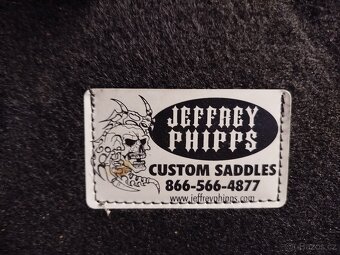 JEFFREY
PHIPPS
CUSTOM SADDLES
866-566-4877
www.jeffreyphipps.com